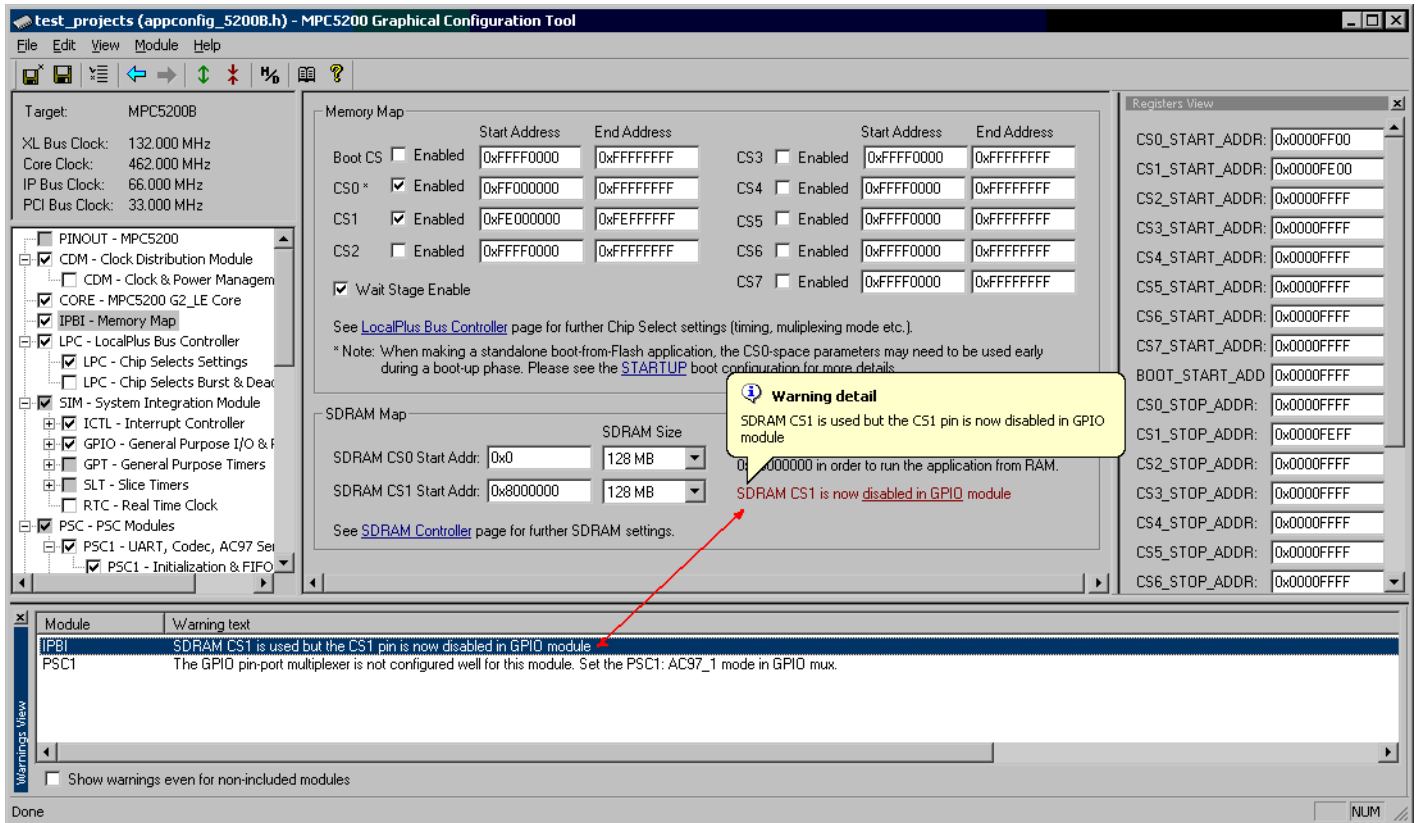 test_projects (appconfig_5200B.h) - MPC5200 Graphical Configuration Tool
File Edit View Module Help
Target: MPC5200B
XL Bus Clock: 132.000 MHz
Core Clock: 462.000 MHz
IP Bus Clock: 66.000 MHz
PCI Bus Clock: 33.000 MHz
PINOUT - MPC5200
CDM - Clock Distribution Module
CDM - Clock & Power Managem
CORE - MPC5200 G2_LE Core
IPBI - Memory Map
LPC - LocalPlus Bus Controller
LPC - Chip Selects Settings
LPC - Chip Selects Burst & Dead
SIM - System Integration Module
ICTL - Interrupt Controller
GPIO - General Purpose I/O &
GPT - General Purpose Timers
SLT - Slice Timers
RTC - Real Time Clock
PSC - PSC Modules
PSC1 - UART, Codec, AC97 Ser
PSC1 - Initialization & FIFO
Memory Map
Start Address End Address Start Address End Address
Boot CS Enabled 0xFFFF0000 0xFFFFFFFF CS3 Enabled 0xFFFF0000 0xFFFFFFFF
CS0 * Enabled 0xFF000000 0xFFFFFFFF CS4 Enabled 0xFFFF0000 0xFFFFFFFF
CS1 Enabled 0xFE000000 0xFEFFFFFF CS5 Enabled 0xFFFF0000 0xFFFFFFFF
CS2 Enabled 0xFFFF0000 0xFFFFFFFF CS6 Enabled 0xFFFF0000 0xFFFFFFFF
CS7 Enabled 0xFFFF0000 0xFFFFFFFF
Wait Stage Enable
See LocalPlus Bus Controller page for further Chip Select settings (timing, muliplexing mode etc.).
* Note: When making a standalone boot-from-Flash application, the CS0-space parameters may need to be used early
during a boot-up phase. Please see the STARTUP boot configuration for more details
Warning detail
SDRAM CS1 is used but the CS1 pin is now disabled in GPIO
module
SDRAM Map
SDRAM Size
SDRAM CS0 Start Addr: 0x0 128 MB
in order to run the application from RAM.
SDRAM CS1 Start Addr: 0x8000000 128 MB SDRAM CS1 is now disabled in GPIO module
See SDRAM Controller page for further SDRAM settings.
Registers View
CS0_START_ADDR: 0x0000FF00
CS1_START_ADDR: 0x0000FE00
CS2_START_ADDR: 0x0000FFFF
CS3_START_ADDR: 0x0000FFFF
CS4_START_ADDR: 0x0000FFFF
CS5_START_ADDR: 0x0000FFFF
CS6_START_ADDR: 0x0000FFFF
CS7_START_ADDR: 0x0000FFFF
BOOT_START_ADD 0x0000FFFF
CS0_STOP_ADDR: 0x0000FFFF
CS1_STOP_ADDR: 0x0000FEFF
CS2_STOP_ADDR: 0x0000FFFF
CS3_STOP_ADDR: 0x0000FFFF
CS4_STOP_ADDR: 0x0000FFFF
CS5_STOP_ADDR: 0x0000FFFF
CS6_STOP_ADDR: 0x0000FFFF
Warnings View
Module Warning text
IPBI SDRAM CS1 is used but the CS1 pin is now disabled in GPIO module
PSC1 The GPIO pin-port multiplexer is not configured well for this module. Set the PSC1: AC97_1 mode in GPIO mux.
Show warnings even for non-included modules
Done NUM